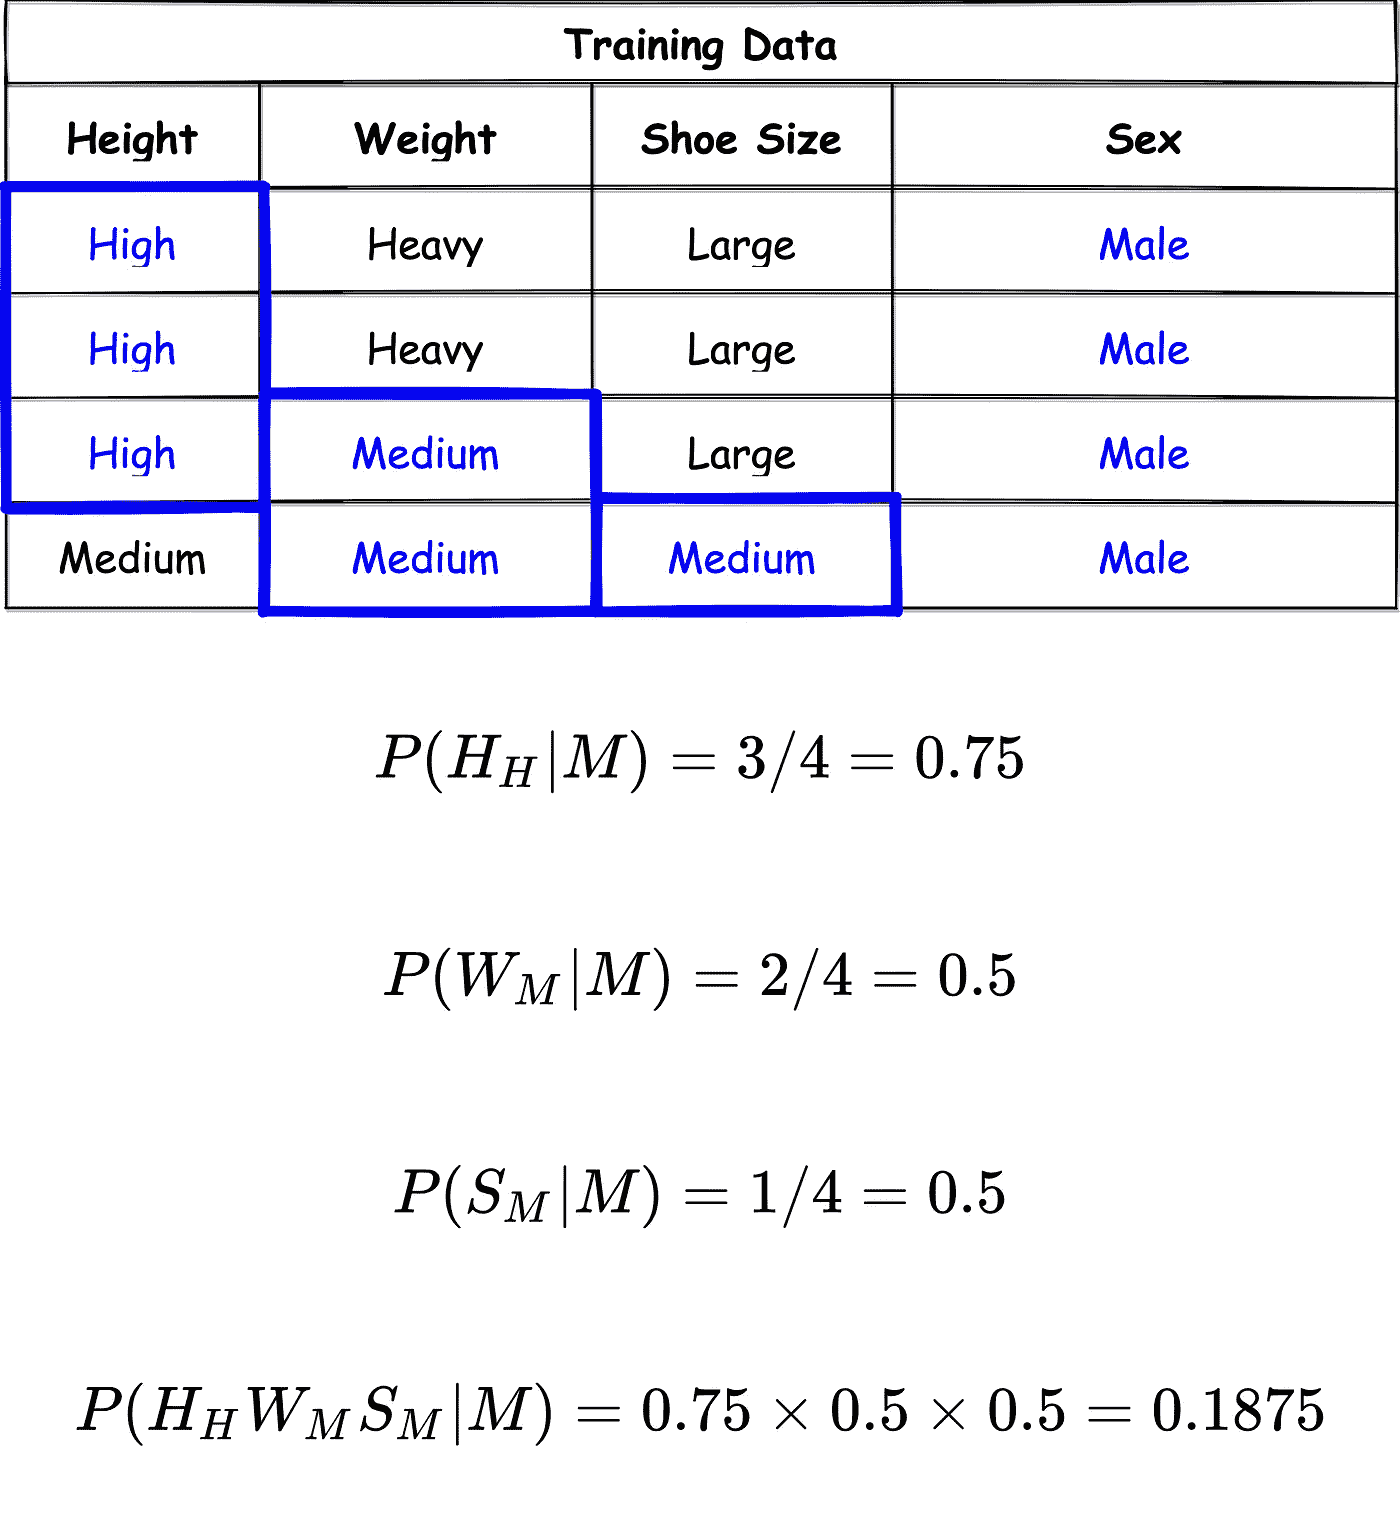 Training Data
Height Weight Shoe Size Sex
High Heavy Large Male
High Heavy Large Male
High Medium Large Male
Medium Medium Medium Male
P(H_H|M) = 3/4 = 0.75
P(W_M|M) = 2/4 = 0.5
P(S_M|M) = 1/4 = 0.5
P(H_H W_M S_M|M) = 0.75 × 0.5 × 0.5 = 0.1875